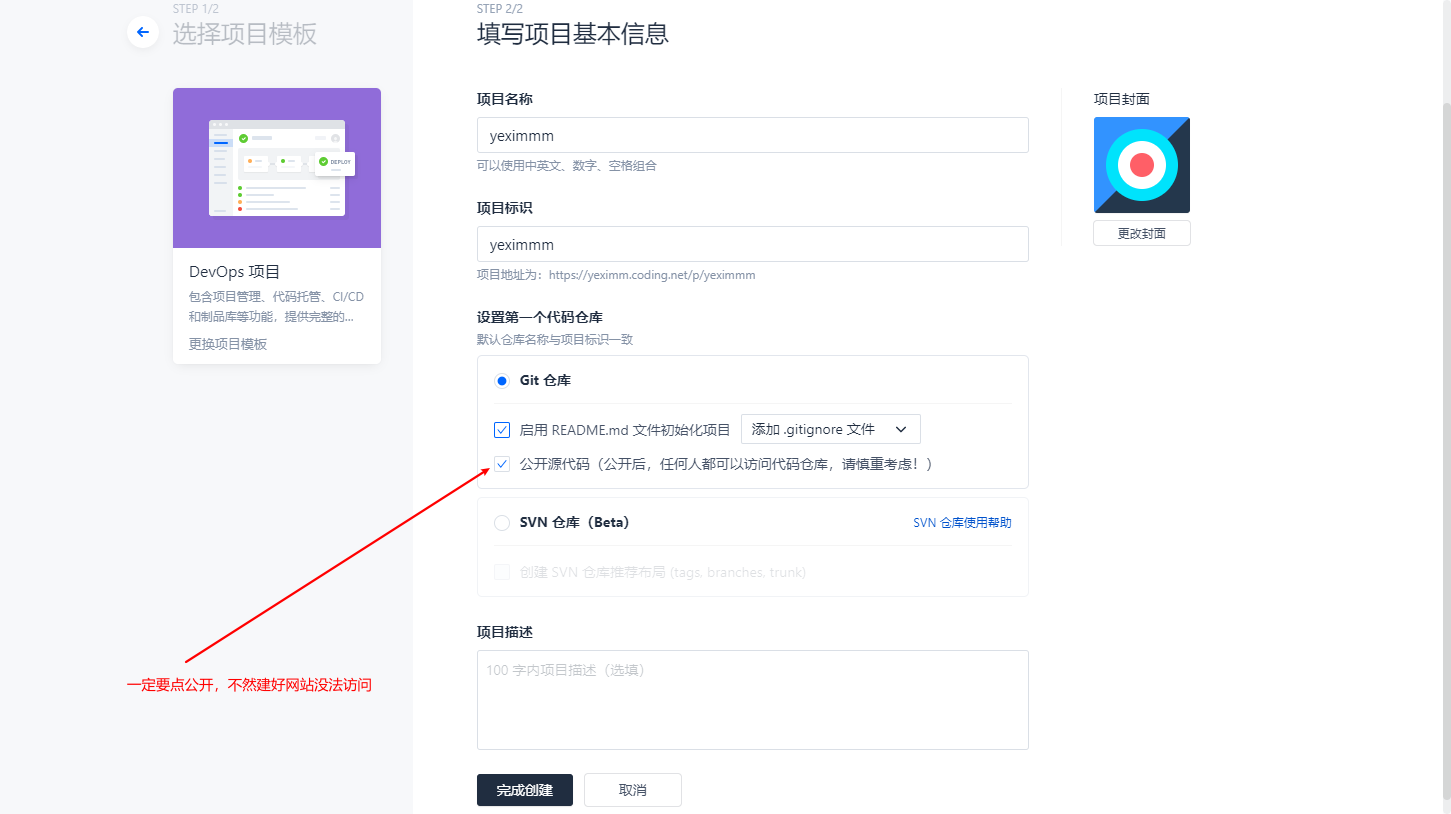 STEP 1/2
选择项目模板
DEPLOY
DevOps 项目
包含项目管理、代码托管、CI/CD
和制品库等功能，提供完整的...
更换项目模板
STEP 2/2
填写项目基本信息
项目名称
yeximmm
可以使用中英文、数字、空格组合
项目标识
yeximmm
项目地址为：https://yeximm.coding.net/p/yeximmm
设置第一个代码仓库
默认仓库名称与项目标识一致
Git 仓库
启用 README.md 文件初始化项目 添加 .gitignore 文件
公开源代码（公开后，任何人都可以访问代码仓库，请慎重考虑！）
SVN 仓库（Beta） SVN 仓库使用帮助
创建 SVN 仓库推荐布局 (tags, branches, trunk)
项目描述
100 字内项目描述（选填）
一定要点公开，不然建好网站没法访问
完成创建 取消
项目封面
更改封面